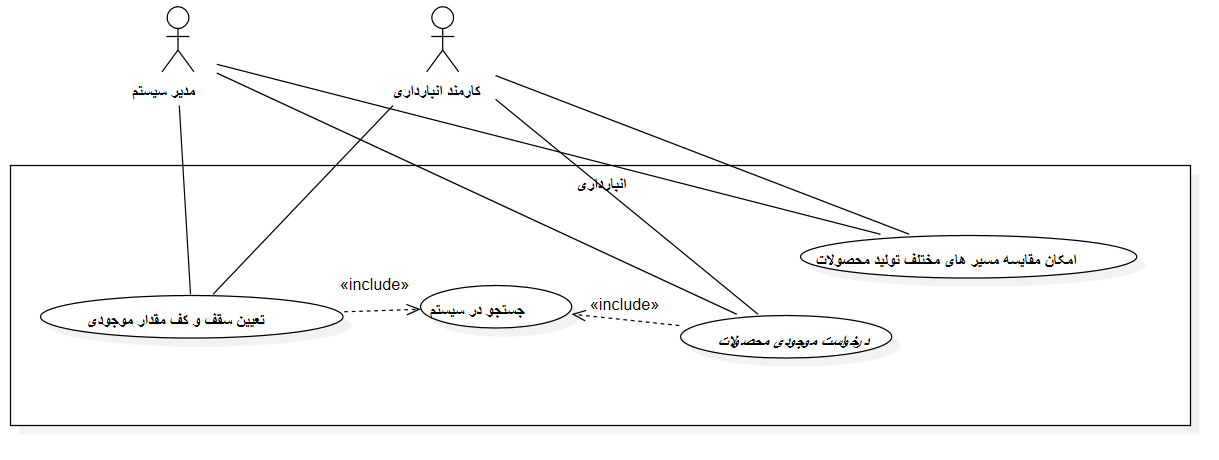 مدیر سیستم
کارمند انبارداری
انبارداری
امکان مقایسه مسیر های مختلف تولید محصولات
«include»
جستجو در سیستم
«include»
تعیین سقف و کف مقدار موجودی
درخواست موجودی محصولات